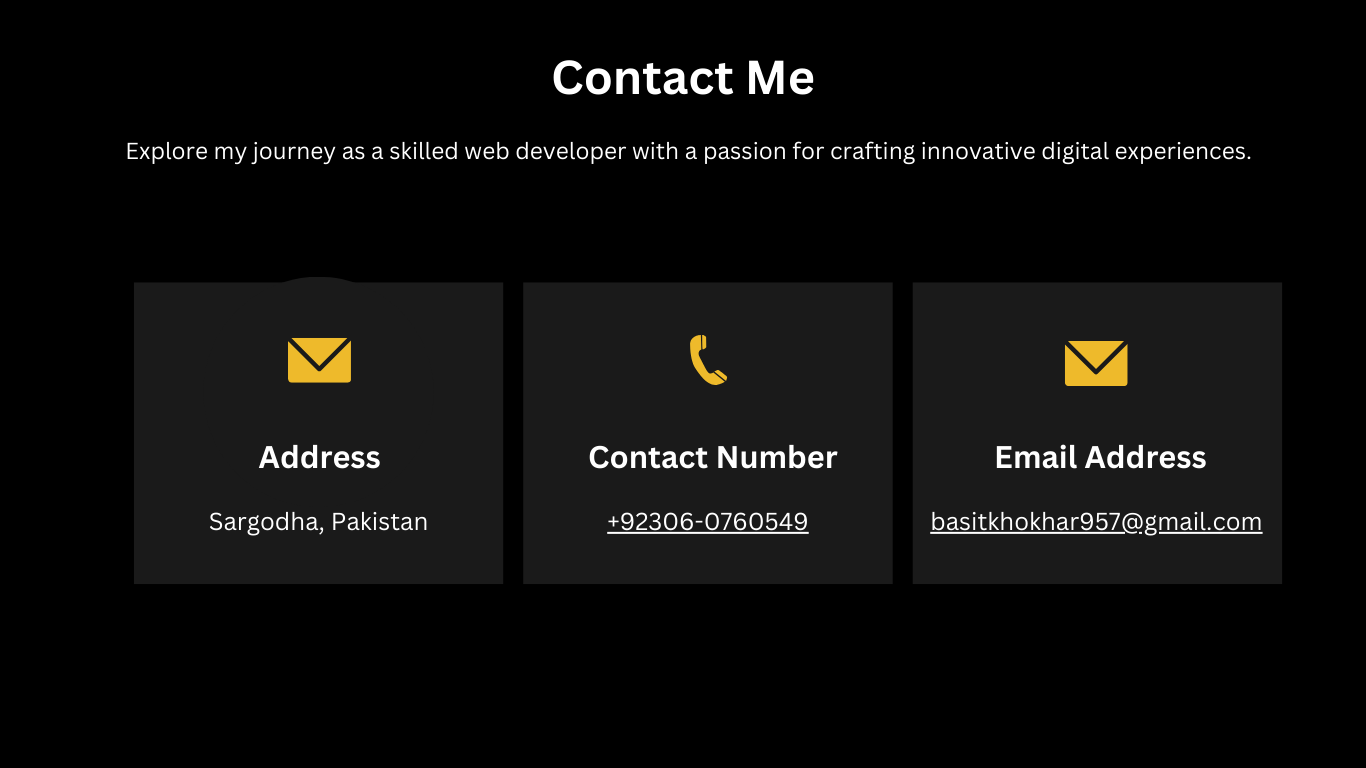 Contact Me
Explore my journey as a skilled web developer with a passion for crafting innovative digital experiences.
Address
Sargodha, Pakistan
Contact Number
+92306-0760549
Email Address
basitkhokhar957@gmail.com